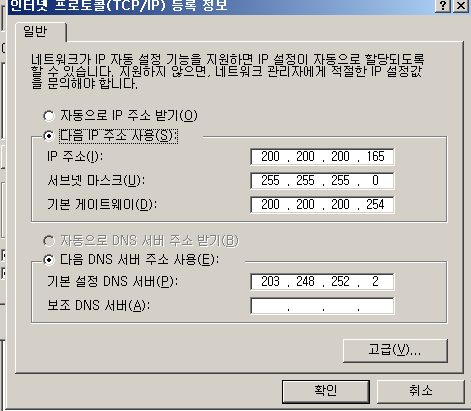 인터넷 프로토콜(TCP/IP) 등록 정보
일반
네트워크가 IP 자동 설정 기능을 지원하면 IP 설정이 자동으로 할당되도록
할 수 있습니다. 지원하지 않으면, 네트워크 관리자에게 적절한 IP 설정값
을 문의해야 합니다.
자동으로 IP 주소 받기(O)
다음 IP 주소 사용(S):
IP 주소(I): 200 . 200 . 200 . 165
서브넷 마스크(U): 255 . 255 . 255 . 0
기본 게이트웨이(D): 200 . 200 . 200 . 254
자동으로 DNS 서버 주소 받기(B)
다음 DNS 서버 주소 사용(E):
기본 설정 DNS 서버(P): 203 . 248 . 252 . 2
보조 DNS 서버(A): . . .
고급(V)...
확인 취소